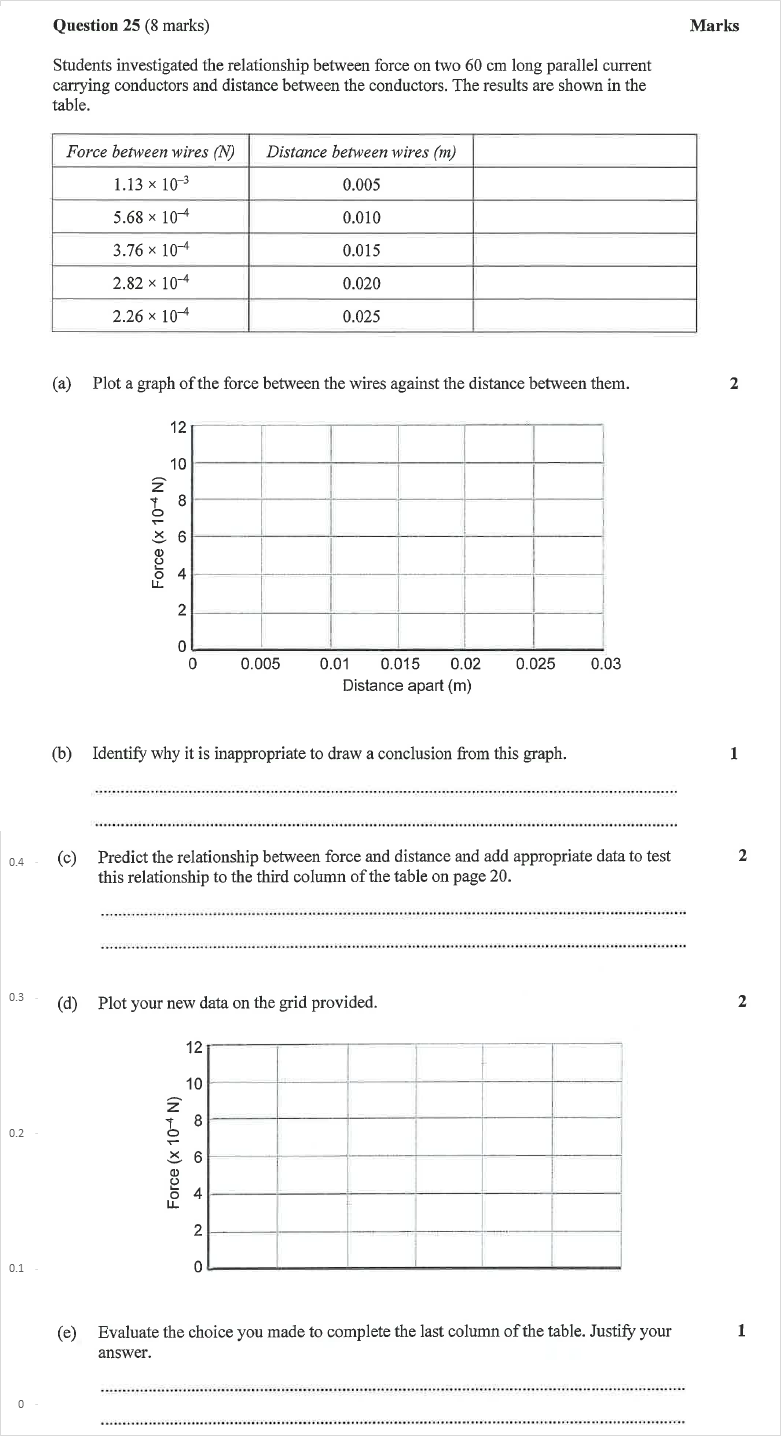 Question 25 (8 marks) Marks
Students investigated the relationship between force on two 60 cm long parallel current
carrying conductors and distance between the conductors. The results are shown in the
table.
Force between wires (N) Distance between wires (m)
1.13 × 10⁻³ 0.005
5.68 × 10⁻⁴ 0.010
3.76 × 10⁻⁴ 0.015
2.82 × 10⁻⁴ 0.020
2.26 × 10⁻⁴ 0.025
(a) Plot a graph of the force between the wires against the distance between them. 2
12
10
8
6
4
2
0
Force (x 10⁻⁴ N)
0 0.005 0.01 0.015 0.02 0.025 0.03
Distance apart (m)
(b) Identify why it is inappropriate to draw a conclusion from this graph. 1
0.4
(c) Predict the relationship between force and distance and add appropriate data to test 2
this relationship to the third column of the table on page 20.
0.3
(d) Plot your new data on the grid provided. 2
12
10
8
6
4
2
0
Force (x 10⁻⁴ N)
0.2
0.1
(e) Evaluate the choice you made to complete the last column of the table. Justify your 1
answer.
0